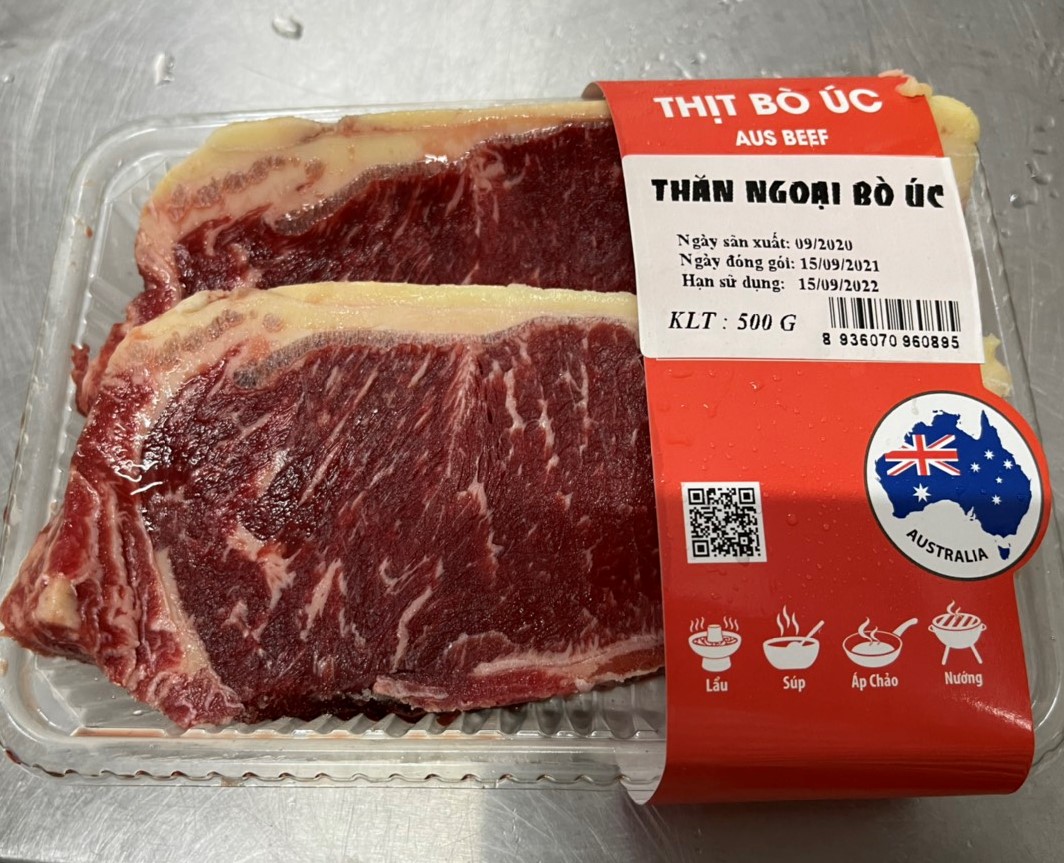 THỊT BÒ ÚC
AUS BEEF
THĂN NGOẠI BÒ ÚC
Ngày sản xuất: 09/2020
Ngày đóng gói: 15/09/2021
Hạn sử dụng: 15/09/2022
KLT : 500 G
8 936070 960895
AUSTRALIA
Lẩu Súp Áp Chảo Nướng